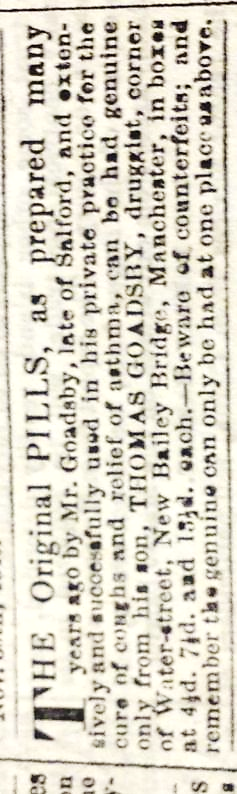 THE Original PILLS, as prepared many
years ago by Mr. Goadsby, late of Salford, and exten-
sively and successfully used in his private practice for the
cure of coughs and relief of asthma, can be had genuine
only from his son, THOMAS GOADSBY, druggist, corner
of Water-street, New Bailey Bridge, Manchester, in boxes
at 4½d. 7½d. and 13½d. each.—Beware of counterfeits; and
remember the genuine can only be had at one place as above.